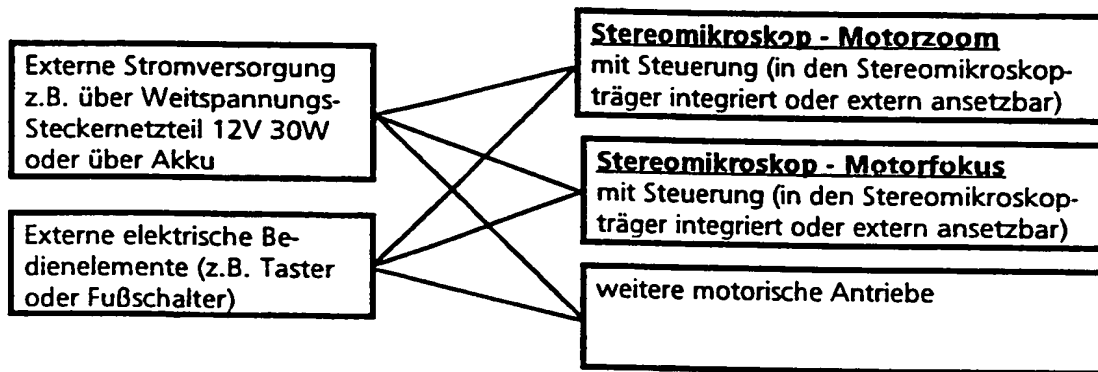 Externe Stromversorgung
z.B. über Weitspannungs-
Steckernetzteil 12V 30W
oder über Akku
Externe elektrische Be-
dienelemente (z.B. Taster
oder Fußschalter)
Stereomikroskop - Motorzoom
mit Steuerung (in den Stereomikroskop-
träger integriert oder extern ansetzbar)
Stereomikroskop - Motorfokus
mit Steuerung (in den Stereomikroskop-
träger integriert oder extern ansetzbar)
weitere motorische Antriebe